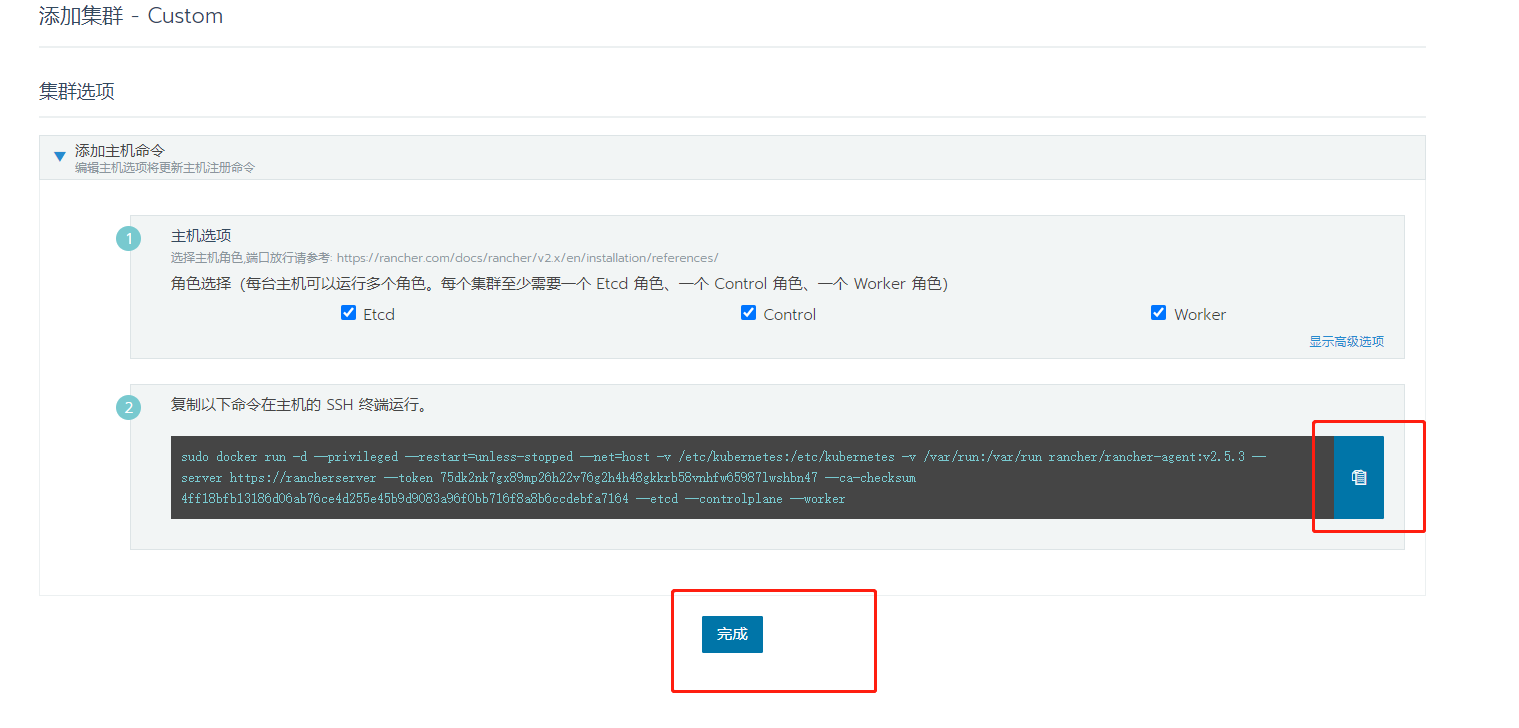 添加集群 - Custom
集群选项
添加主机命令
编辑主机选项将更新主机注册命令
1
主机选项
选择主机角色,端口放行请参考: https://rancher.com/docs/rancher/v2.x/en/installation/references/
角色选择（每台主机可以运行多个角色。每个集群至少需要一个 Etcd 角色、一个 Control 角色、一个 Worker 角色）
Etcd Control Worker
显示高级选项
2
复制以下命令在主机的 SSH 终端运行。
sudo docker run -d --privileged --restart=unless-stopped --net=host -v /etc/kubernetes:/etc/kubernetes -v /var/run:/var/run rancher/rancher-agent:v2.5.3 --
server https://rancherserver --token 75dk2nk7gx89mp26h22v76g2h4h48gkkrb58vnhfw65987lwshbn47 --ca-checksum
4ff18bfb13186d06ab76ce4d255e45b9d9083a96f0bb716f8a8b6ccdebfa7164 --etcd --controlplane --worker
完成